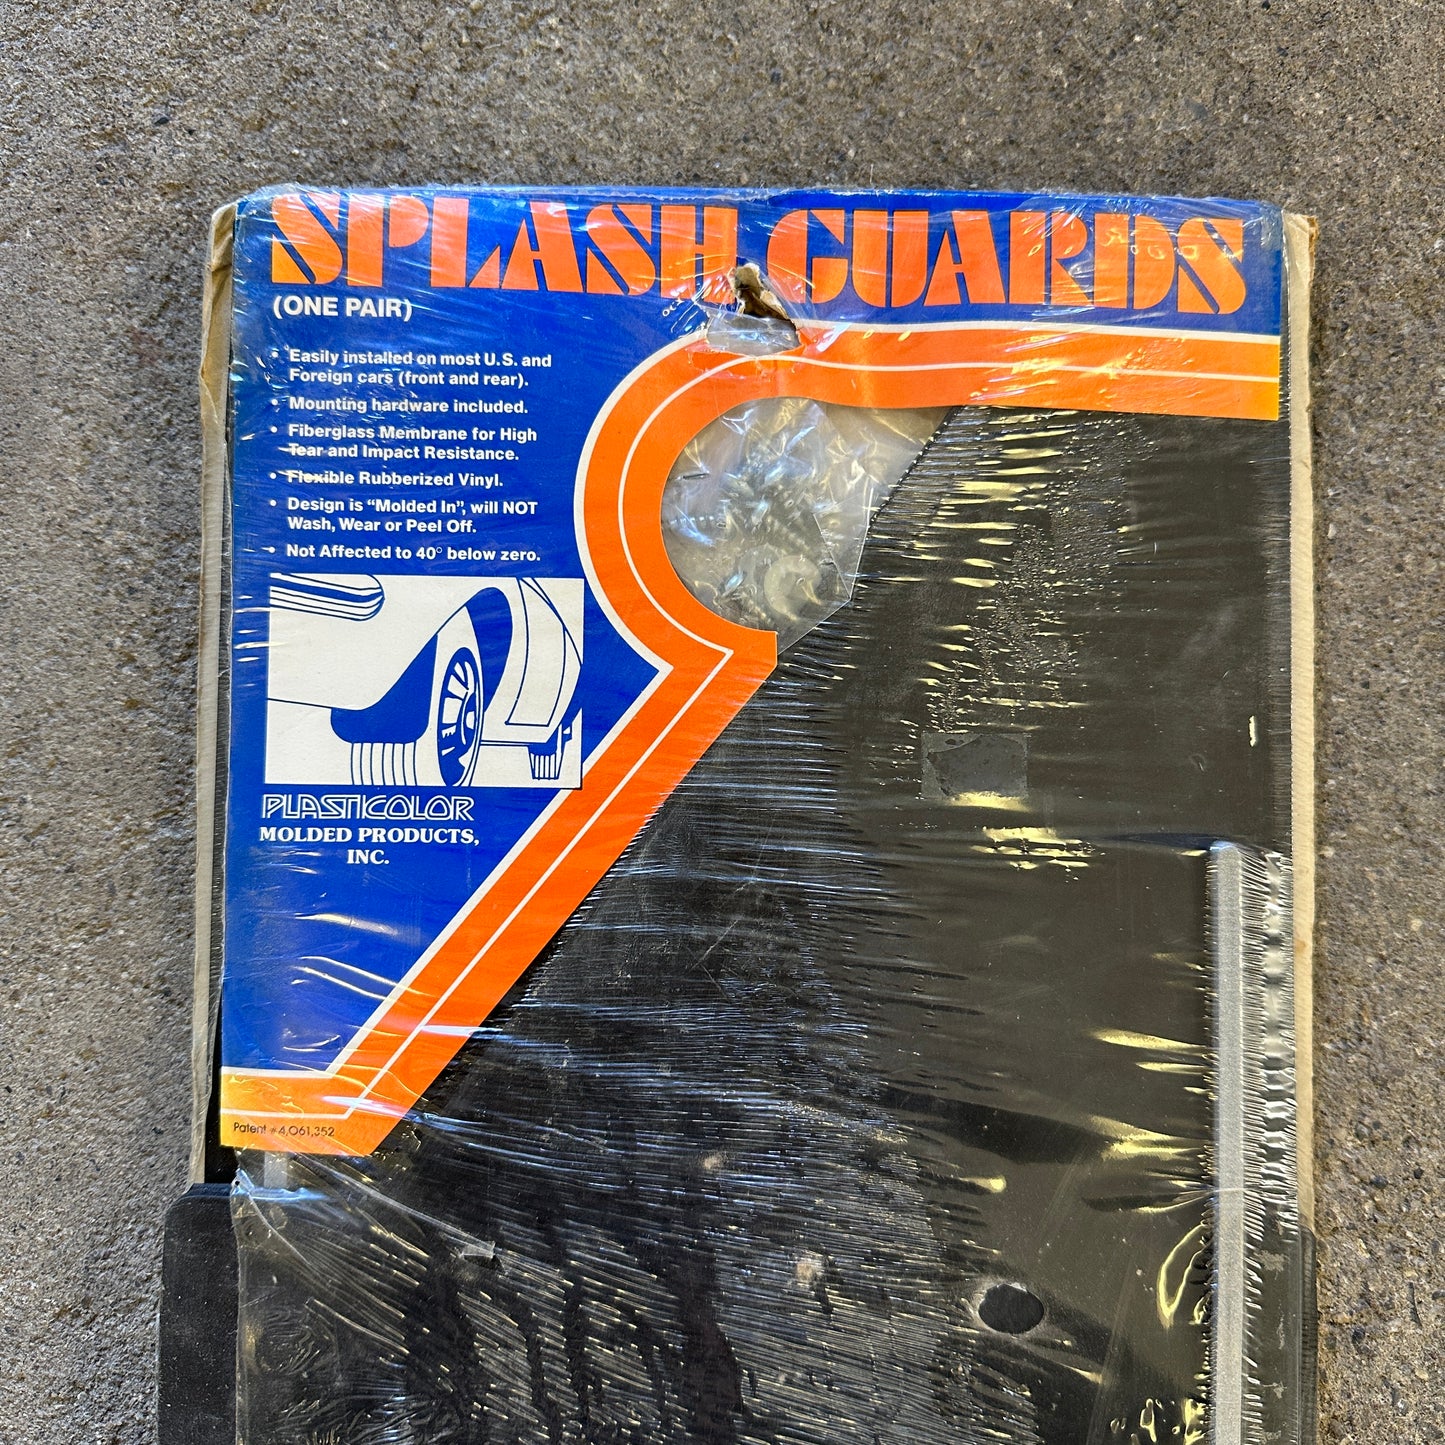 SPLASH GUARDS
(ONE PAIR)
• Easily installed on most U.S. and
Foreign cars (front and rear).
• Mounting hardware included.
• Fiberglass Membrane for High
Tear and Impact Resistance.
• Flexible Rubberized Vinyl.
• Design is “Molded In”, will NOT
Wash, Wear or Peel Off.
• Not Affected to 40° below zero.
PLASTICOLOR
MOLDED PRODUCTS,
INC.
Patent #4,061,352